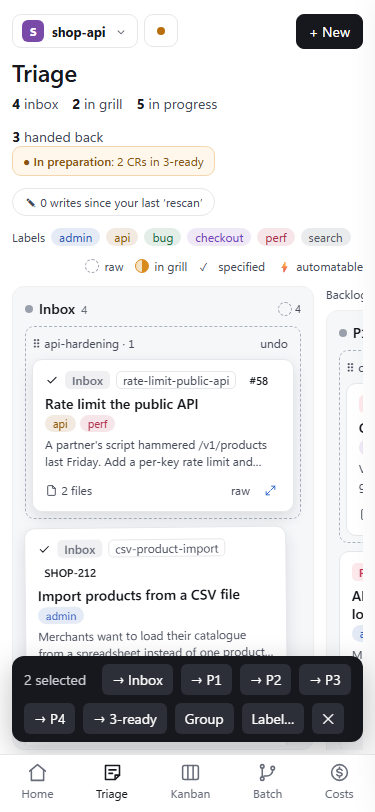 S shop-api
+ New
Triage
4 inbox 2 in grill 5 in progress
3 handed back
In preparation: 2 CRs in 3-ready
0 writes since your last ‘rescan’
Labels admin api bug checkout perf search
raw in grill ✓ specified automatable
Inbox 4 4
Backlog
api-hardening · 1 undo
Inbox rate-limit-public-api #58
Rate limit the public API
api perf
A partner's script hammered /v1/products
last Friday. Add a per-key rate limit and…
2 files raw
Inbox csv-product-import
SHOP-212
Import products from a CSV file
admin
Merchants want to load their catalogue
from a spreadsheet instead of one product…
2 selected → Inbox → P1 → P2 → P3
→ P4 → 3-ready Group Label… ✕
Home Triage Kanban Batch Costs